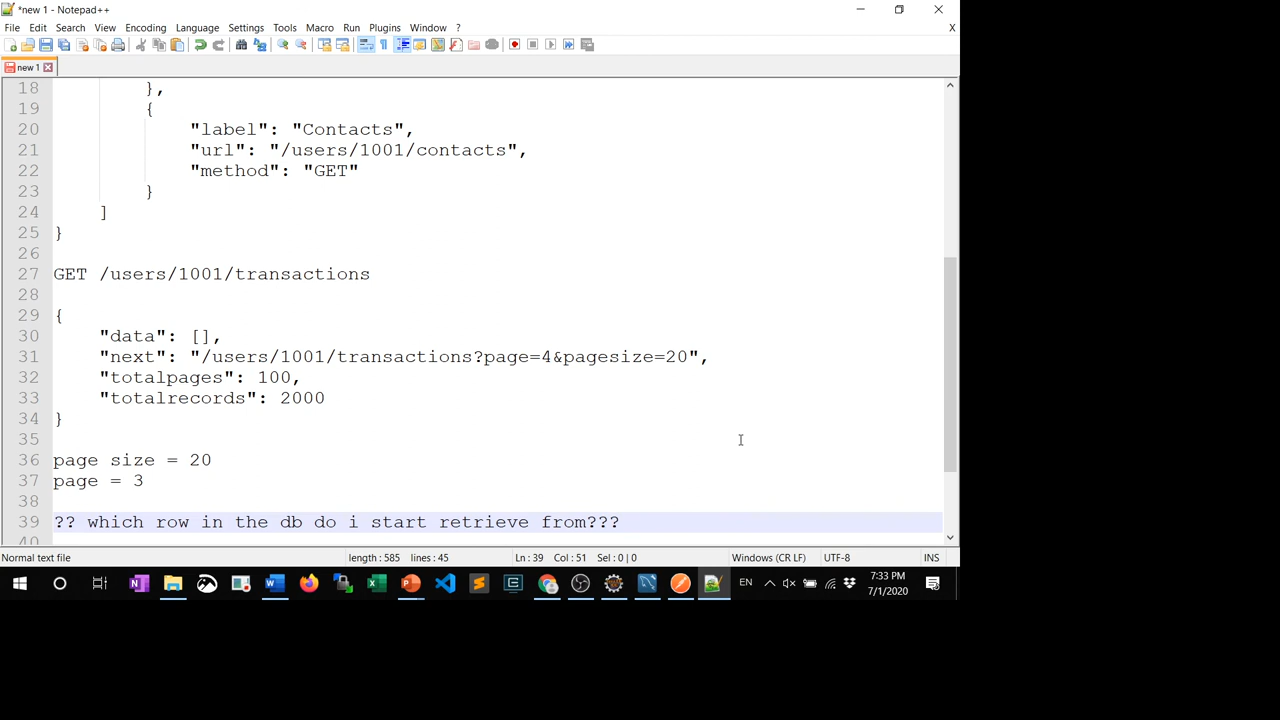 *new 1 - Notepad++
File Edit Search View Encoding Language Settings Tools Macro Run Plugins Window ? X
new 1
18 },
19 {
20 "label": "Contacts",
21 "url": "/users/1001/contacts",
22 "method": "GET"
23 }
24 ]
25 }
26
27 GET /users/1001/transactions
28
29 {
30 "data": [],
31 "next": "/users/1001/transactions?page=4&pagesize=20",
32 "totalpages": 100,
33 "totalrecords": 2000
34 }
35
36 page size = 20
37 page = 3
38
39 ?? which row in the db do i start retrieve from???
40
Normal text file length : 585 lines : 45 Ln : 39 Col : 51 Sel : 0 | 0 Windows (CR LF) UTF-8 INS
EN 7:33 PM
7/1/2020